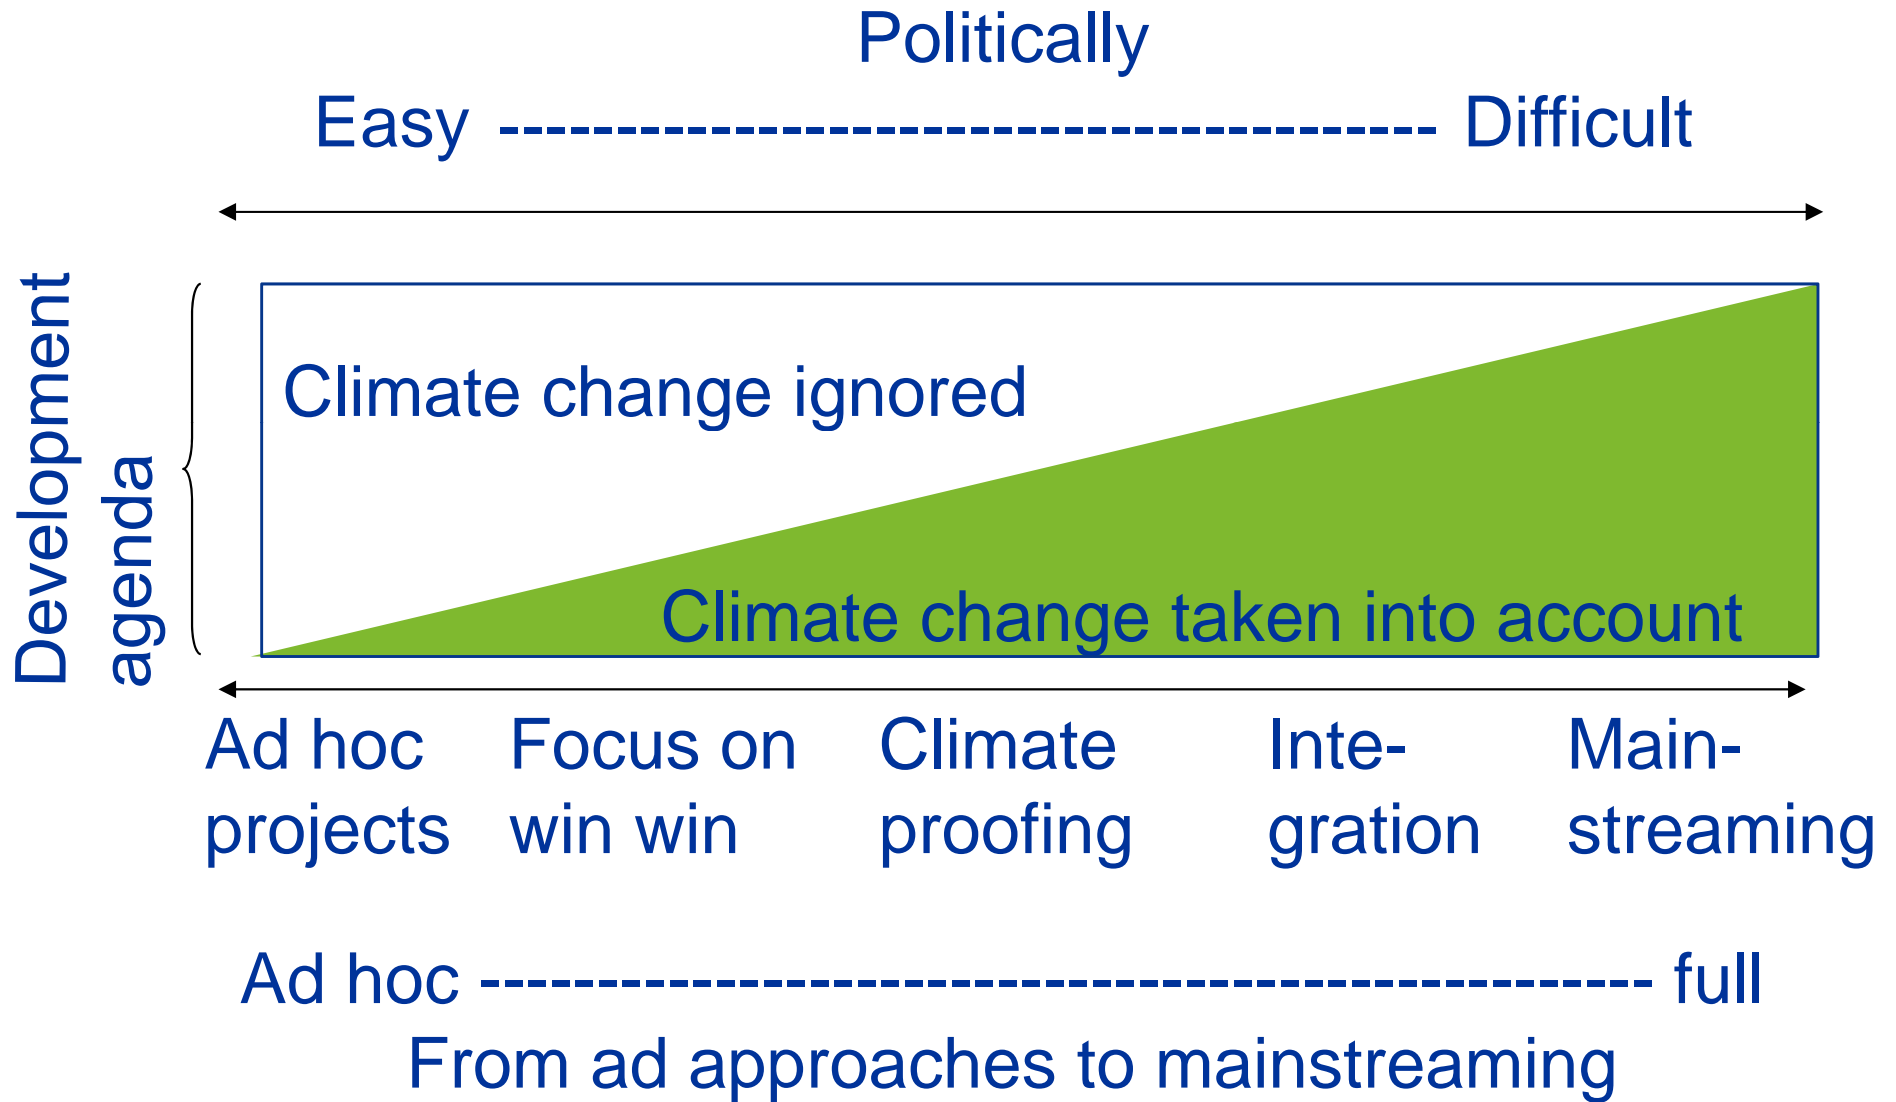 Politically
Easy ---------------------------------------- Difficult
Development
agenda
Climate change ignored
Climate change taken into account
Ad hoc
projects
Focus on
win win
Climate
proofing
Inte-
gration
Main-
streaming
Ad hoc -------------------------------------------------- full
From ad approaches to mainstreaming